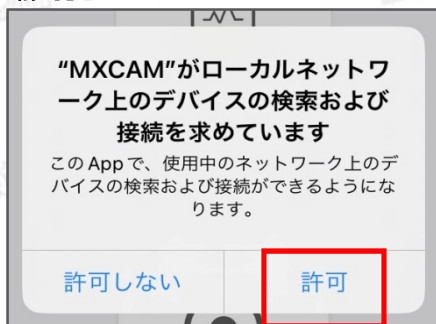 “MXCAM”がローカルネットワ
ーク上のデバイスの検索および
接続を求めています
このAppで、使用中のネットワーク上のデ
バイスの検索および接続ができるようにな
ります。
許可しない
許可